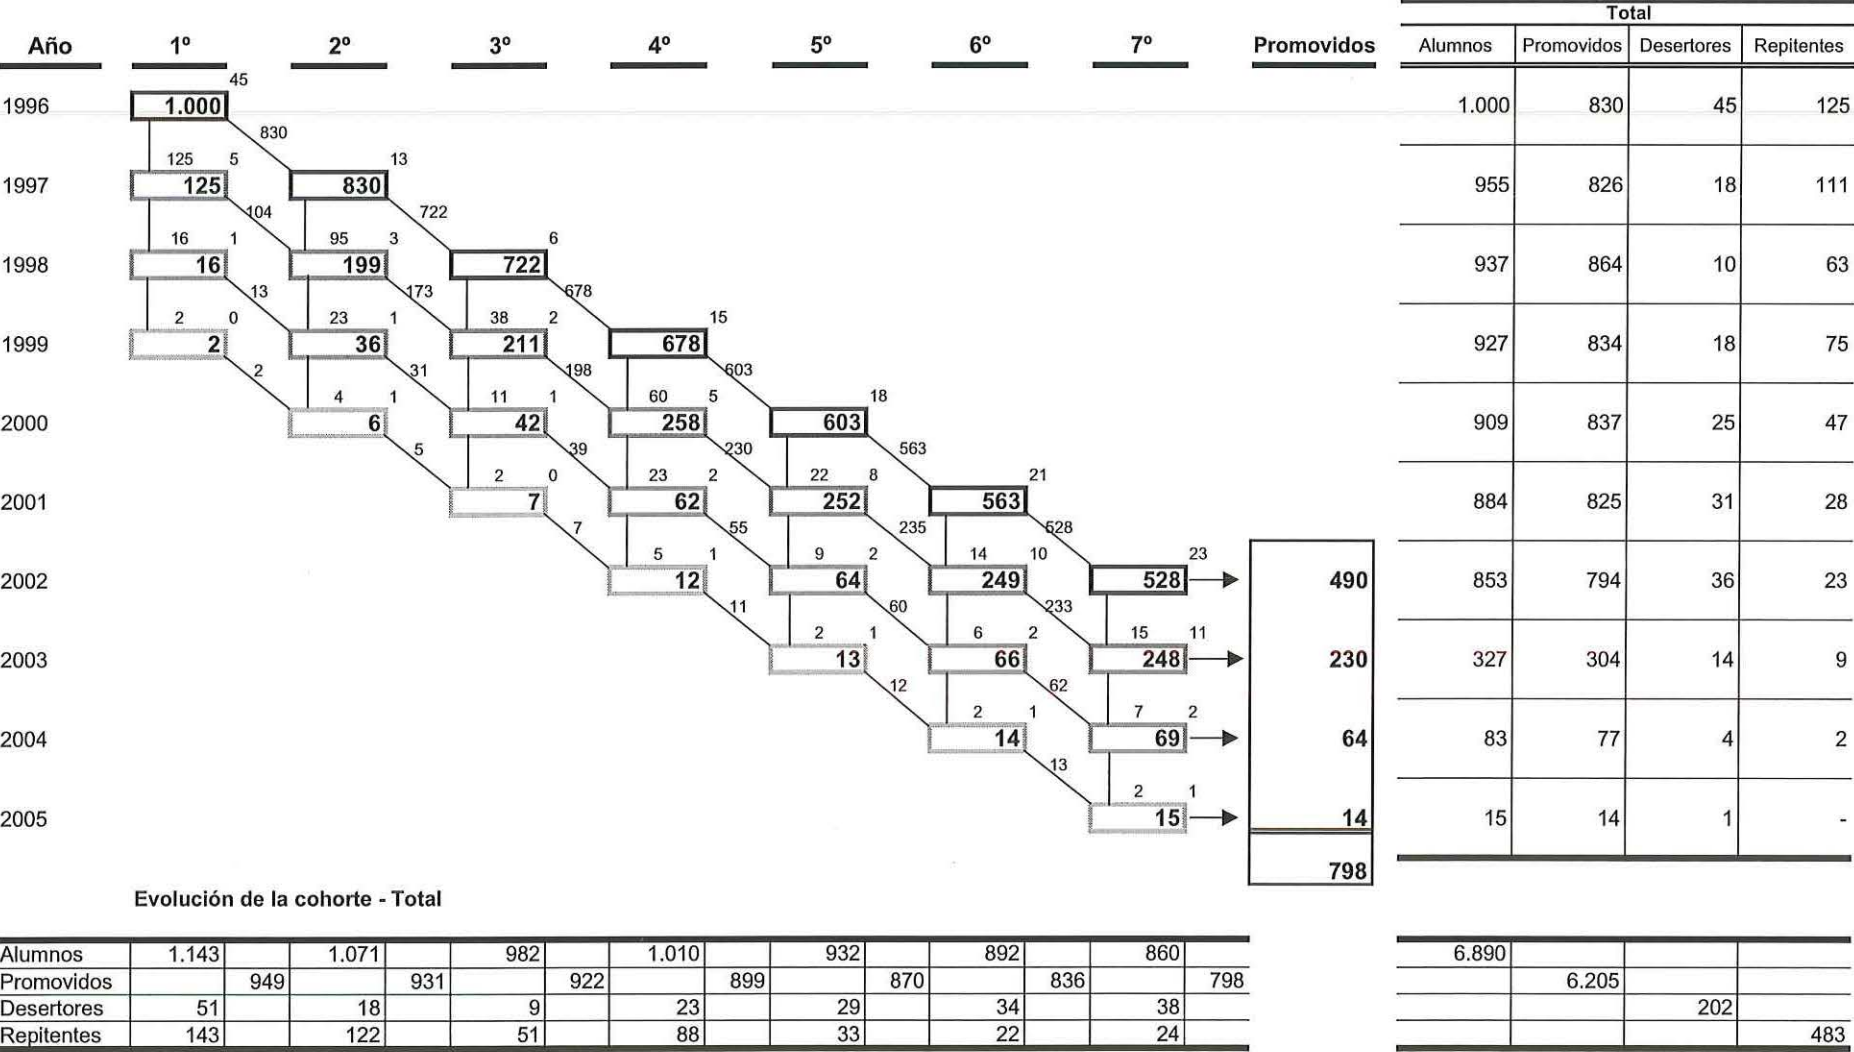 Total
Año 1º 2º 3º 4º 5º 6º 7º Promovidos Alumnos Promovidos Desertores Repitentes
45
1996 1.000 1.000 830 45 125
830
125 5 13
1997 125 830 955 826 18 111
104 722
16 1 95 3 6
1998 16 199 722 937 864 10 63
13 173 678
2 0 23 1 38 2 15
1999 2 36 211 678 927 834 18 75
2 31 198 603
4 1 11 1 60 5 18
2000 6 42 258 603 909 837 25 47
5 39 230 563
2 0 23 2 22 8 21
2001 7 62 252 563 884 825 31 28
7 55 235 528
5 1 9 2 14 10 23
2002 12 64 249 528 490 853 794 36 23
11 60 233
2 1 6 2 15 11
2003 13 66 248 230 327 304 14 9
12 62
2 1 7 2
2004 14 69 64 83 77 4 2
13
2 1
2005 15 14 15 14 1 -
798
Evolución de la cohorte - Total
Alumnos 1.143 1.071 982 1.010 932 892 860 6.890
Promovidos 949 931 922 899 870 836 798 6.205
Desertores 51 18 9 23 29 34 38 202
Repitentes 143 122 51 88 33 22 24 483